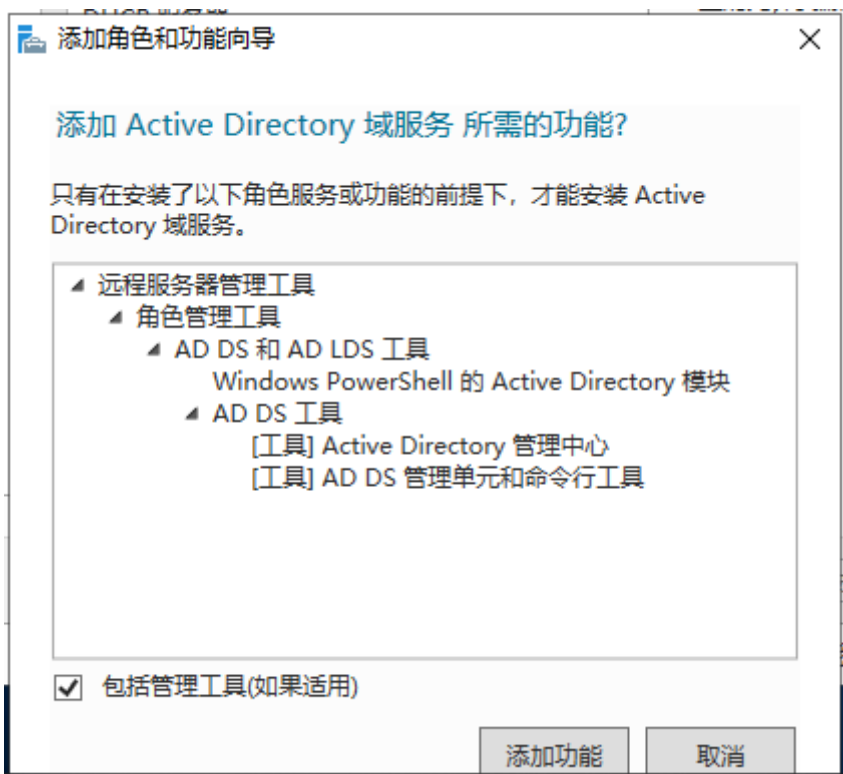 添加角色和功能向导
添加 Active Directory 域服务 所需的功能?
只有在安装了以下角色服务或功能的前提下，才能安装 Active
Directory 域服务。
远程服务器管理工具
角色管理工具
AD DS 和 AD LDS 工具
Windows PowerShell 的 Active Directory 模块
AD DS 工具
[工具] Active Directory 管理中心
[工具] AD DS 管理单元和命令行工具
包括管理工具(如果适用)
添加功能
取消